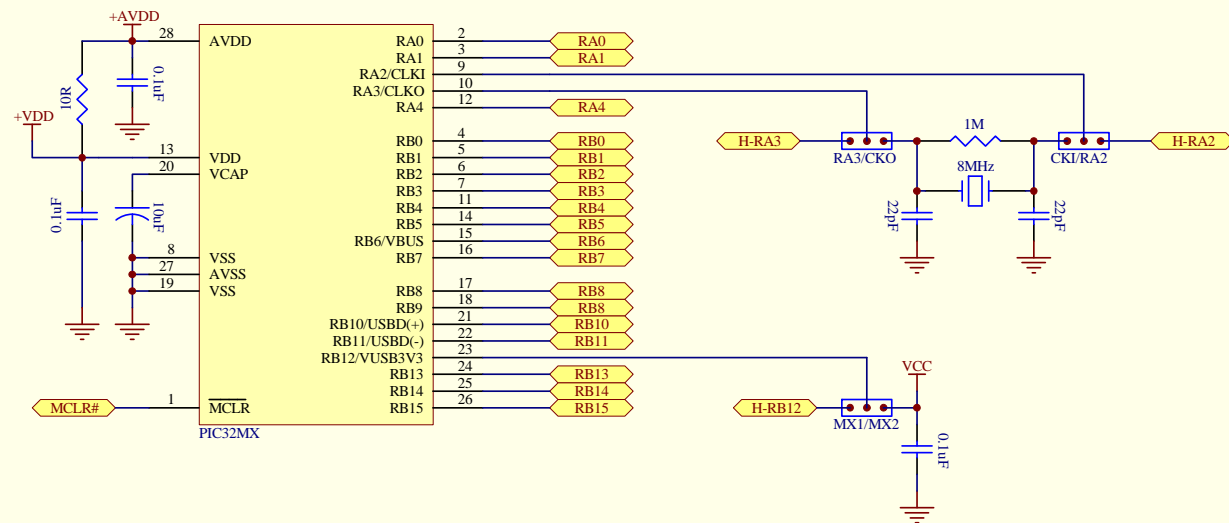 +AVDD
28 AVDD
0.1uF
10R
+VDD
13 VDD
20 VCAP
0.1uF
10uF
8 VSS
27 AVSS
19 VSS
MCLR# 1 MCLR
PIC32MX
RA0 2 RA0
RA1 3 RA1
RA2/CLKI 9
RA3/CLKO 10
RA4 12 RA4
RB0 4 RB0
RB1 5 RB1
RB2 6 RB2
RB3 7 RB3
RB4 11 RB4
RB5 14 RB5
RB6/VBUS 15 RB6
RB7 16 RB7
RB8 17 RB8
RB9 18 RB8
RB10/USBD(+) 21 RB10
RB11/USBD(-) 22 RB11
RB12/VUSB3V3 23
RB13 24 RB13
RB14 25 RB14
RB15 26 RB15
H-RA3
RA3/CKO
1M
8MHz
CKI/RA2
H-RA2
22pF
22pF
VCC
H-RB12
MX1/MX2
0.1uF